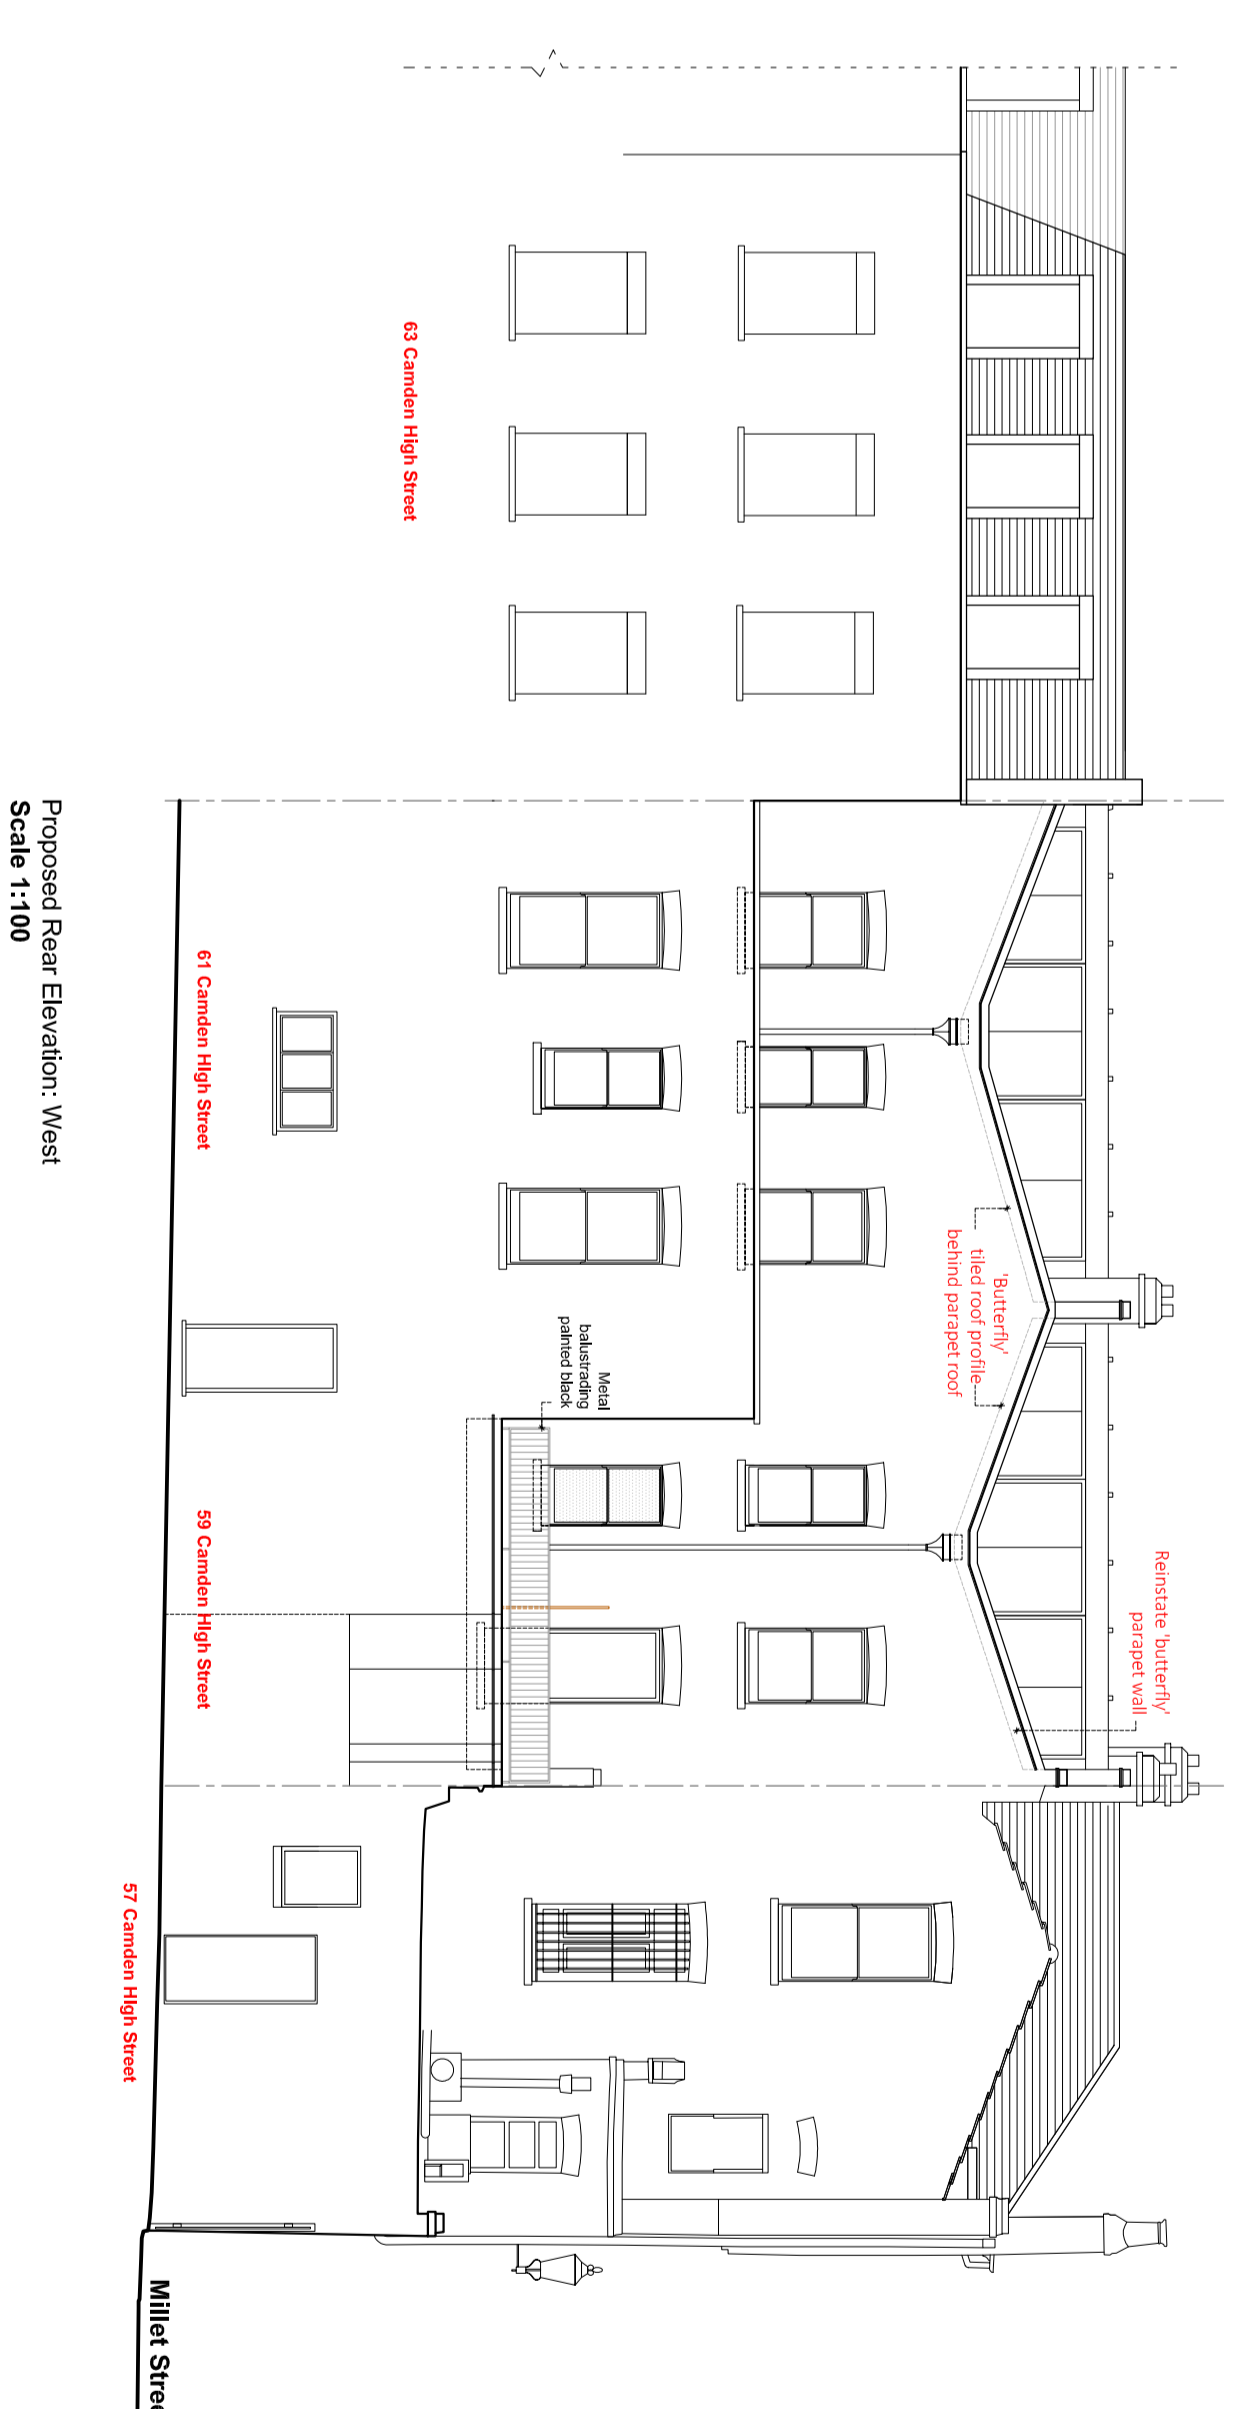 Reinstate 'butterfly'
parapet wall
'Butterfly'
tiled roof profile
behind parapet roof
Metal
balustrading
painted black
63 Camden High Street
61 Camden HIgh Street
59 Camden HIgh Street
57 Camden HIgh Street
Millet Stree
Proposed Rear Elevation: West
Scale 1:100